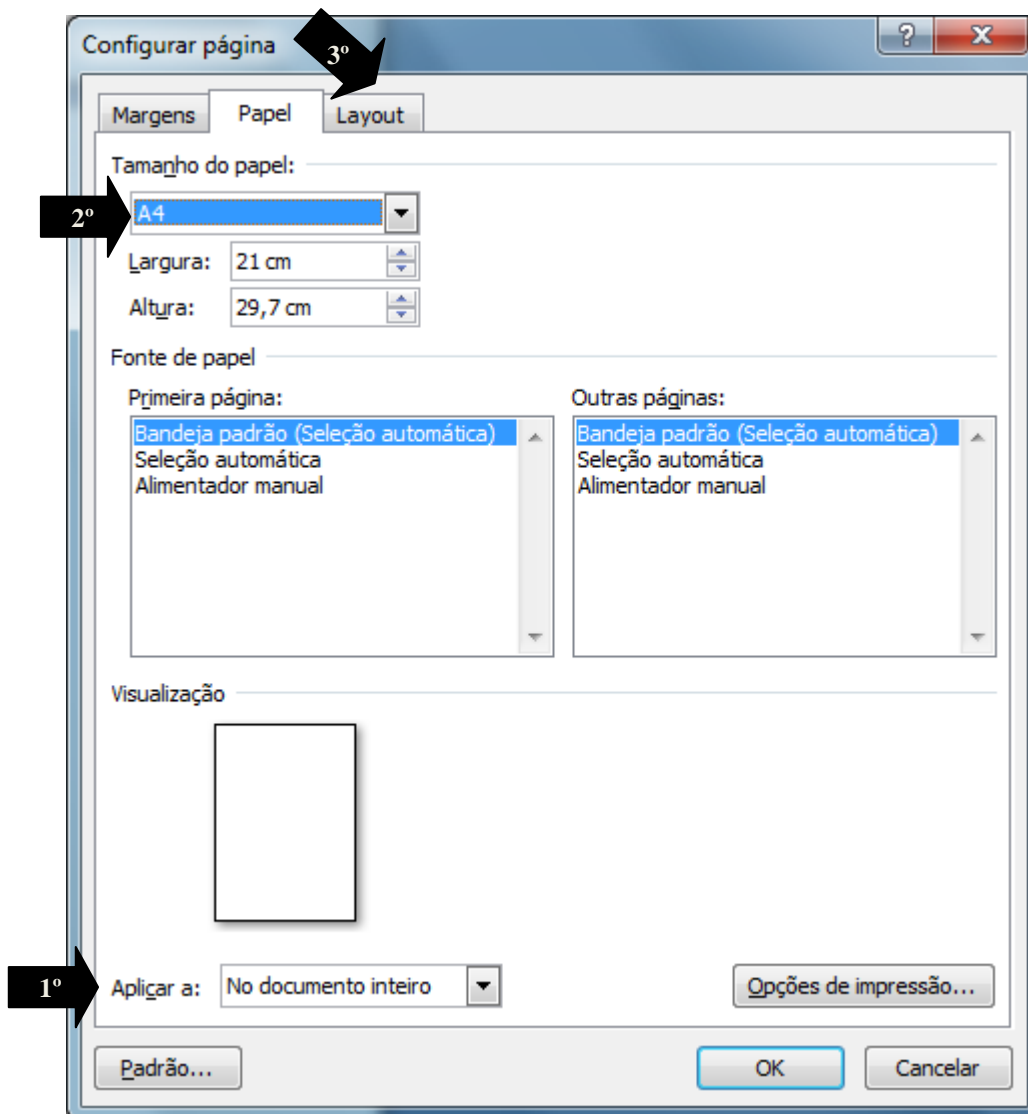 Configurar página
3º
?
X
Margens Papel Layout
Tamanho do papel:
2º
A4
Largura: 21 cm
Altura: 29,7 cm
Fonte de papel
Primeira página: Outras páginas:
Bandeja padrão (Seleção automática) Bandeja padrão (Seleção automática)
Seleção automática Seleção automática
Alimentador manual Alimentador manual
Visualização
1º
Aplicar a: No documento inteiro Opções de impressão...
Padrão... OK Cancelar